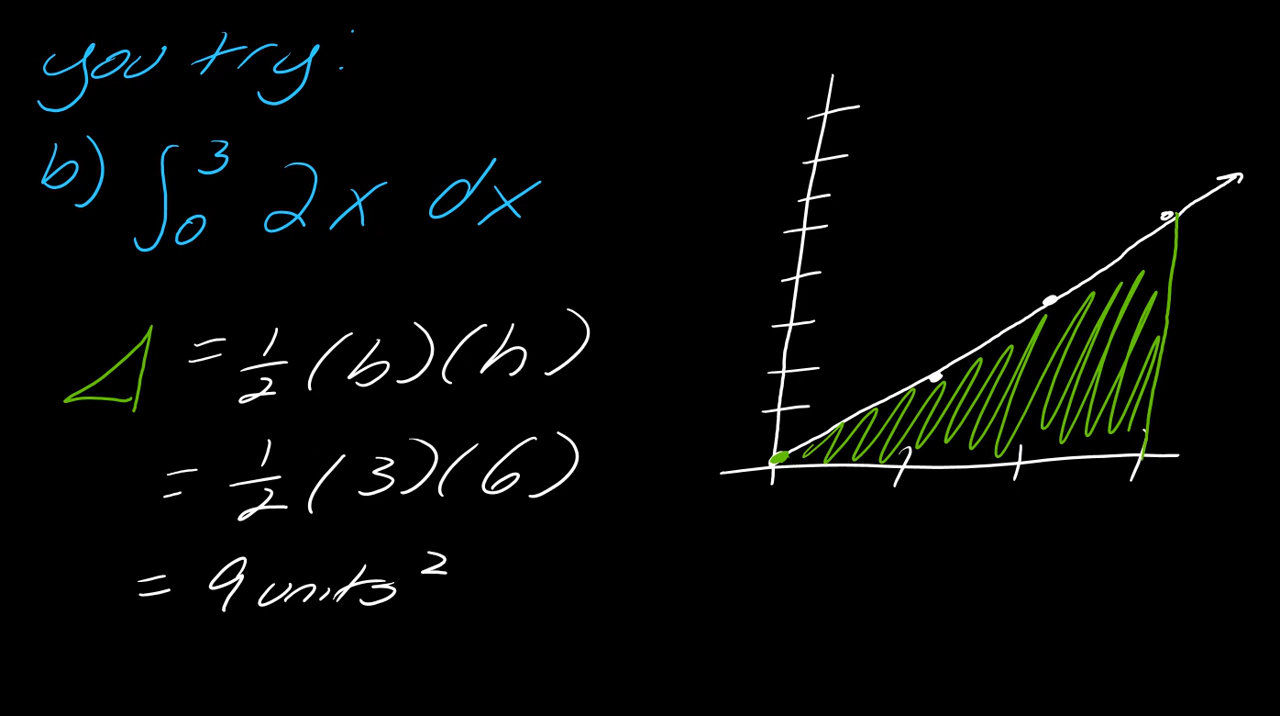 you try:
b) ∫₀³ 2x dx
= 1/2 (b)(h)
= 1/2 (3)(6)
= 9 units²